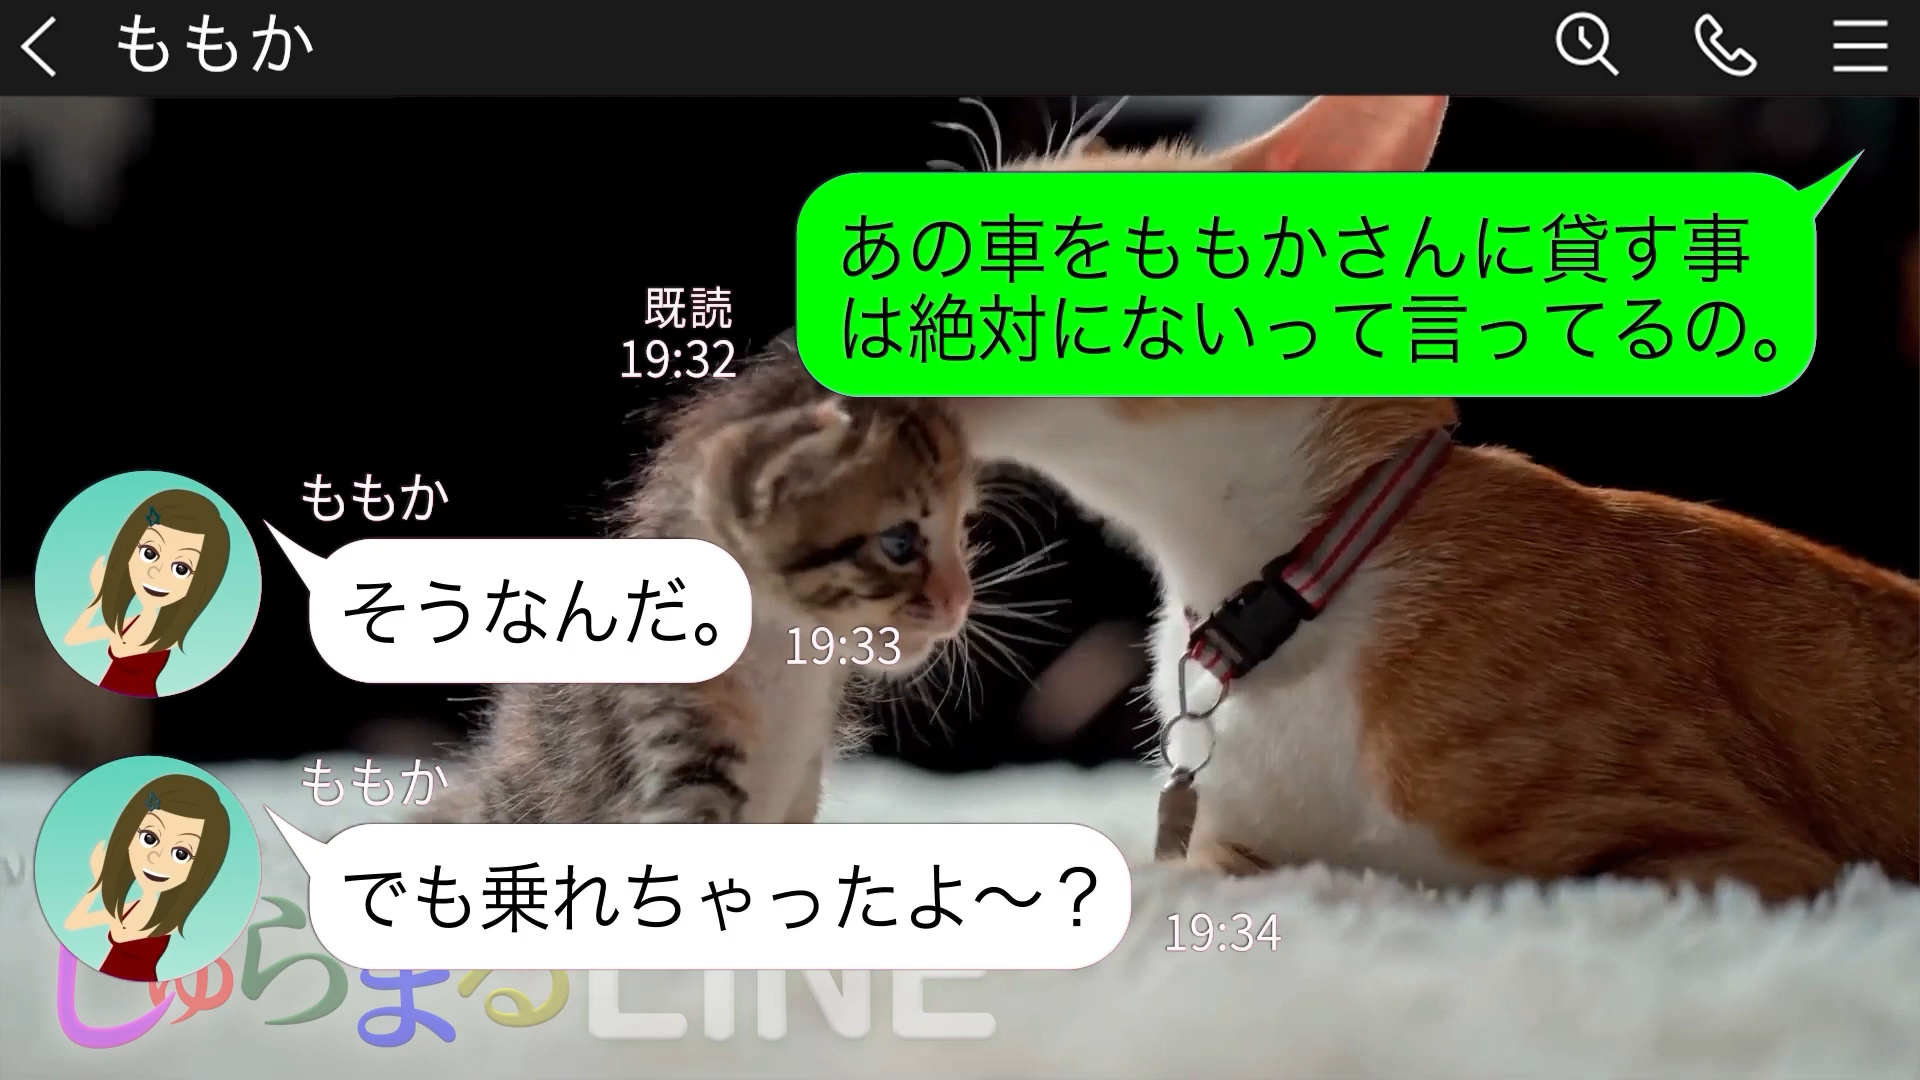 ももか
あの車をももかさんに貸す事
は絶対にないって言ってるの。
既読
19:32
ももか
そうなんだ。
19:33
ももか
でも乗れちゃったよ～？
19:34
しゅらまるLINE